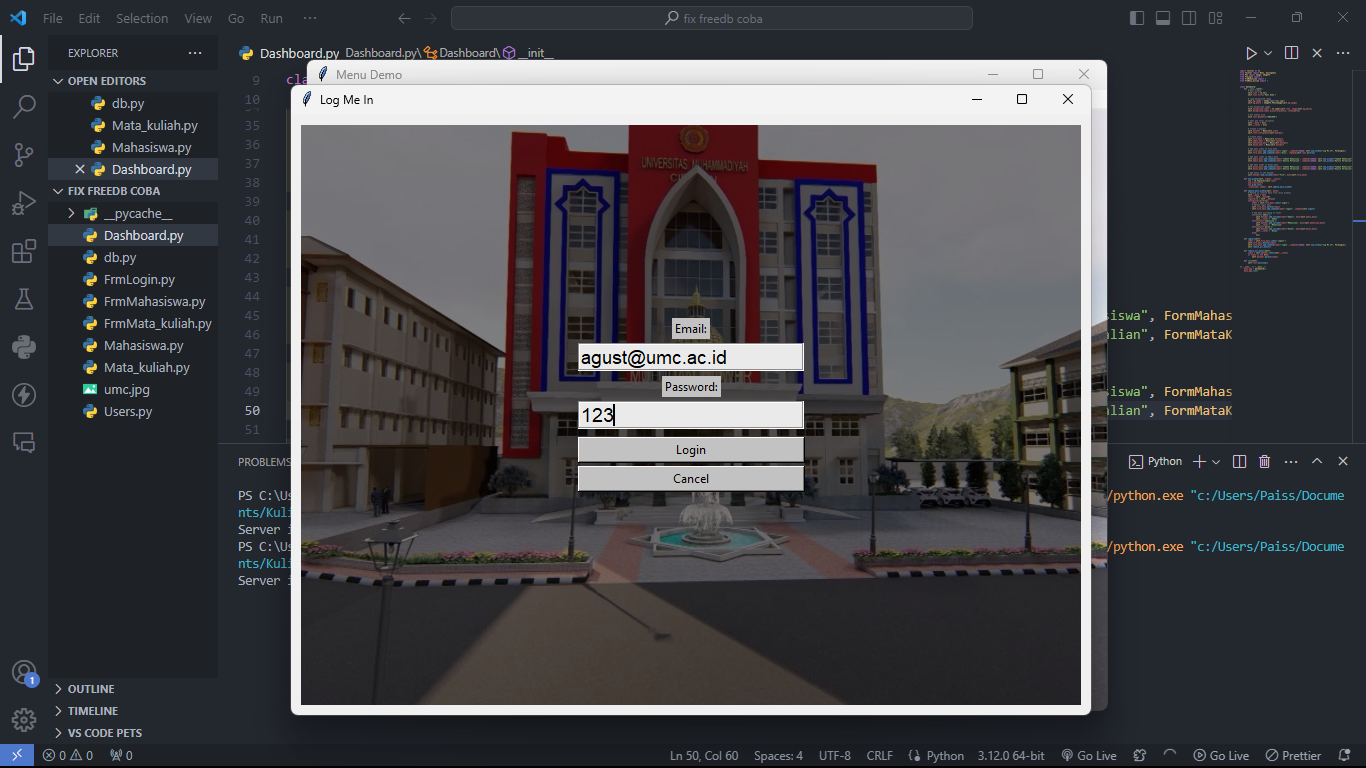 File Edit Selection View Go Run ···
fix freedb coba
EXPLORER
OPEN EDITORS
db.py
Mata_kuliah.py
Mahasiswa.py
Dashboard.py
FIX FREEDB COBA
__pycache__
Dashboard.py
db.py
FrmLogin.py
FrmMahasiswa.py
FrmMata_kuliah.py
Mahasiswa.py
Mata_kuliah.py
umc.jpg
Users.py
OUTLINE
TIMELINE
VS CODE PETS
Dashboard.py Dashboard.py\ Dashboard\ __init__
9 cla
10
35
36
37
38
39
40
41
42
43
44
45
46
47
48
49
50
51
siswa", FormMahas
lian", FormMataK
siswa", FormMahas
lian", FormMataK
Menu Demo
Log Me In
UNIVERSITAS MUHAMMADIYAH
Email:
agust@umc.ac.id
Password:
123
Login
Cancel
PROBLEMS
Python
PS C:\Us
/python.exe "c:/Users/Paiss/Docume
nts/Kuli
Server i
PS C:\Us
/python.exe "c:/Users/Paiss/Docume
nts/Kuli
Server i
1
0 0 0
Ln 50, Col 60 Spaces: 4 UTF-8 CRLF Python 3.12.0 64-bit Go Live Go Live Prettier